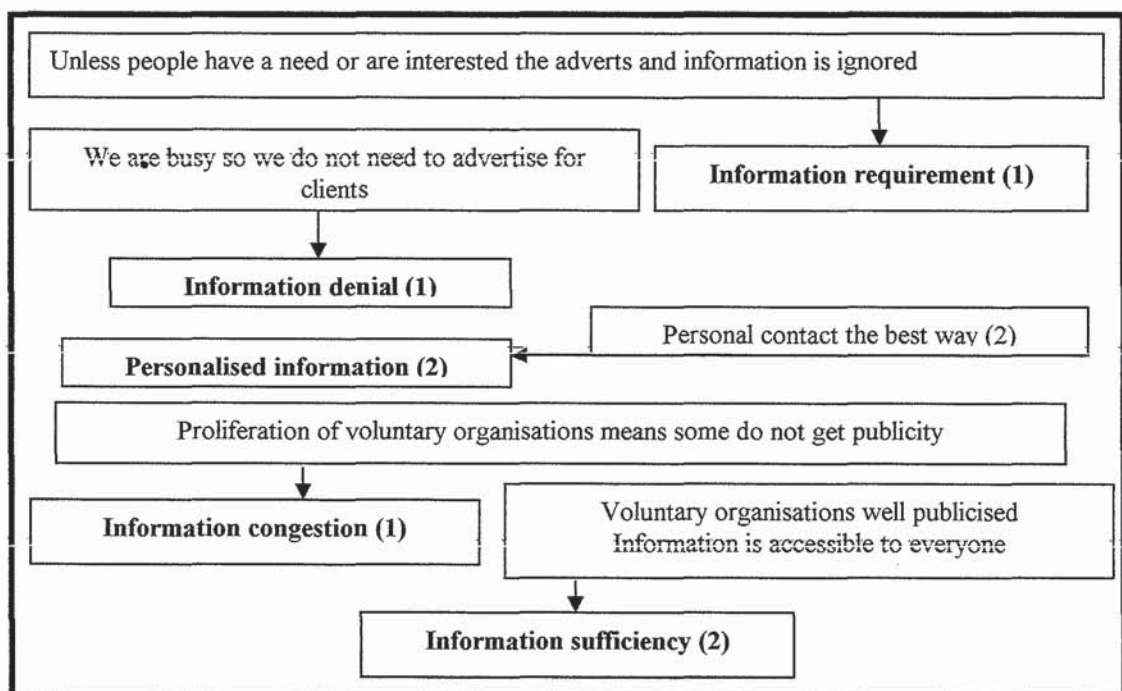 Unless people have a need or are interested the adverts and information is ignored
We are busy so we do not need to advertise for
clients
Information requirement (1)
Information denial (1)
Personal contact the best way (2)
Personalised information (2)
Proliferation of voluntary organisations means some do not get publicity
Information congestion (1)
Voluntary organisations well publicised
Information is accessible to everyone
Information sufficiency (2)